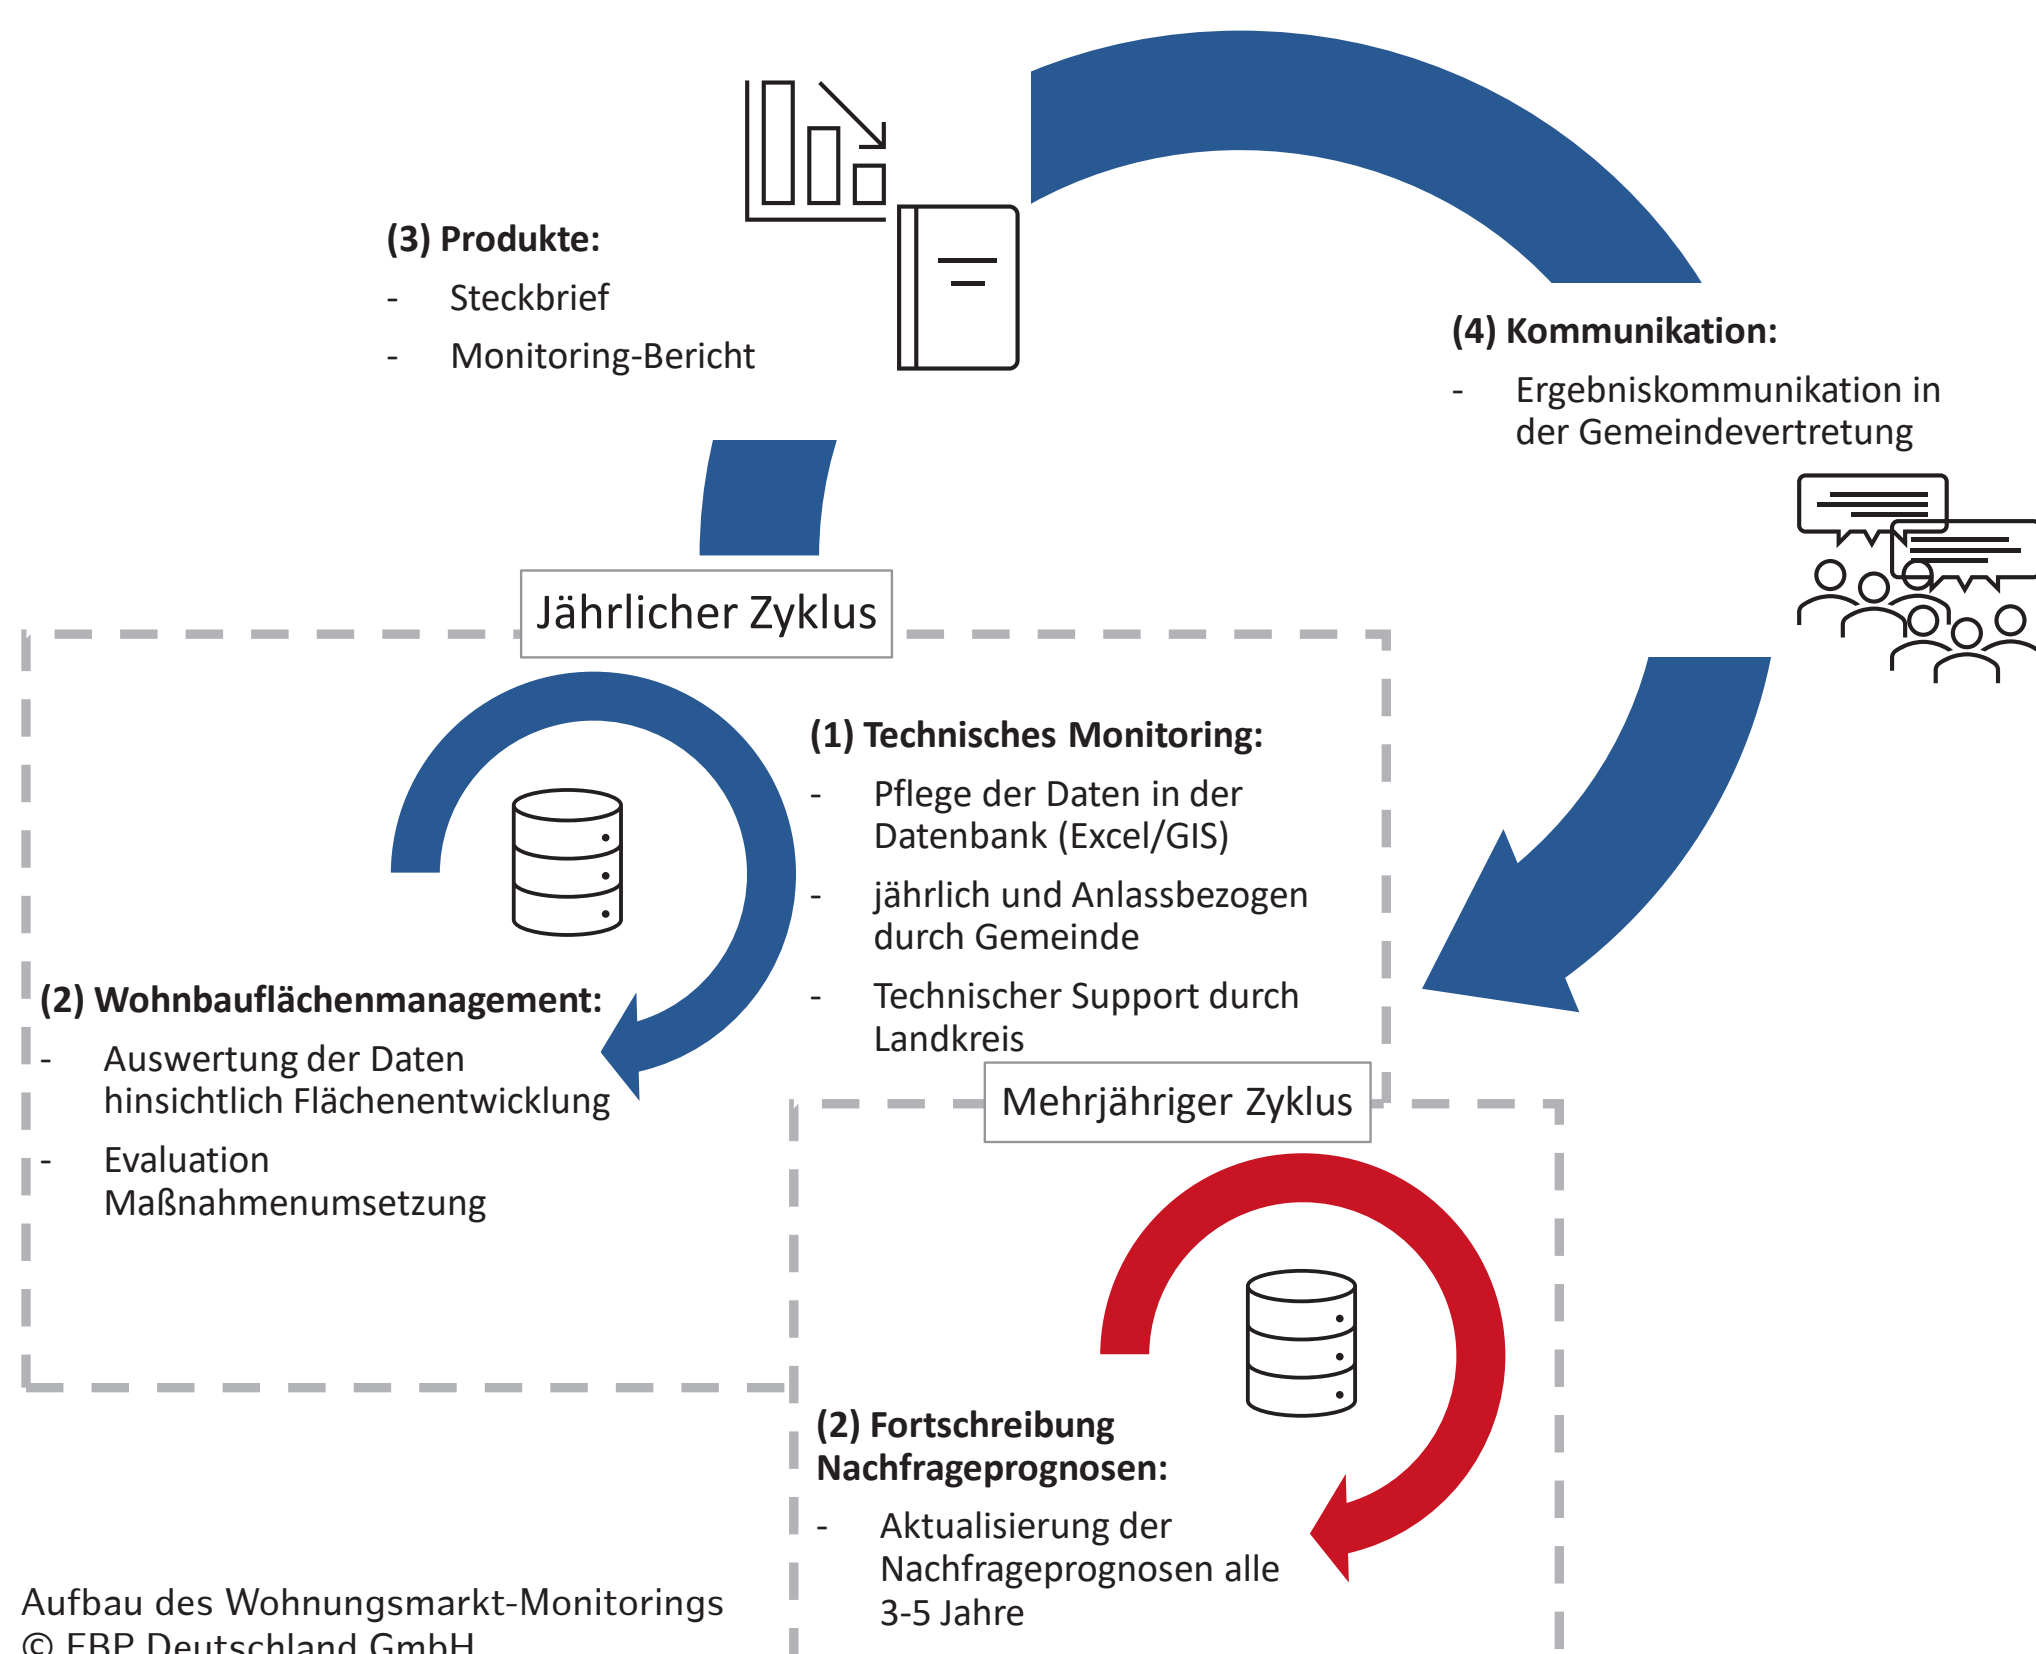 (3) Produkte:
- Steckbrief
- Monitoring-Bericht
(4) Kommunikation:
- Ergebniskommunikation in
der Gemeindevertretung
Jährlicher Zyklus
(1) Technisches Monitoring:
- Pflege der Daten in der
Datenbank (Excel/GIS)
- jährlich und Anlassbezogen
durch Gemeinde
- Technischer Support durch
Landkreis
(2) Wohnbauflächenmanagement:
- Auswertung der Daten
hinsichtlich Flächenentwicklung
- Evaluation
Maßnahmenumsetzung
Mehrjähriger Zyklus
(2) Fortschreibung
Nachfrageprognosen:
- Aktualisierung der
Nachfrageprognosen alle
3-5 Jahre
Aufbau des Wohnungsmarkt-Monitorings
© EBP Deutschland GmbH